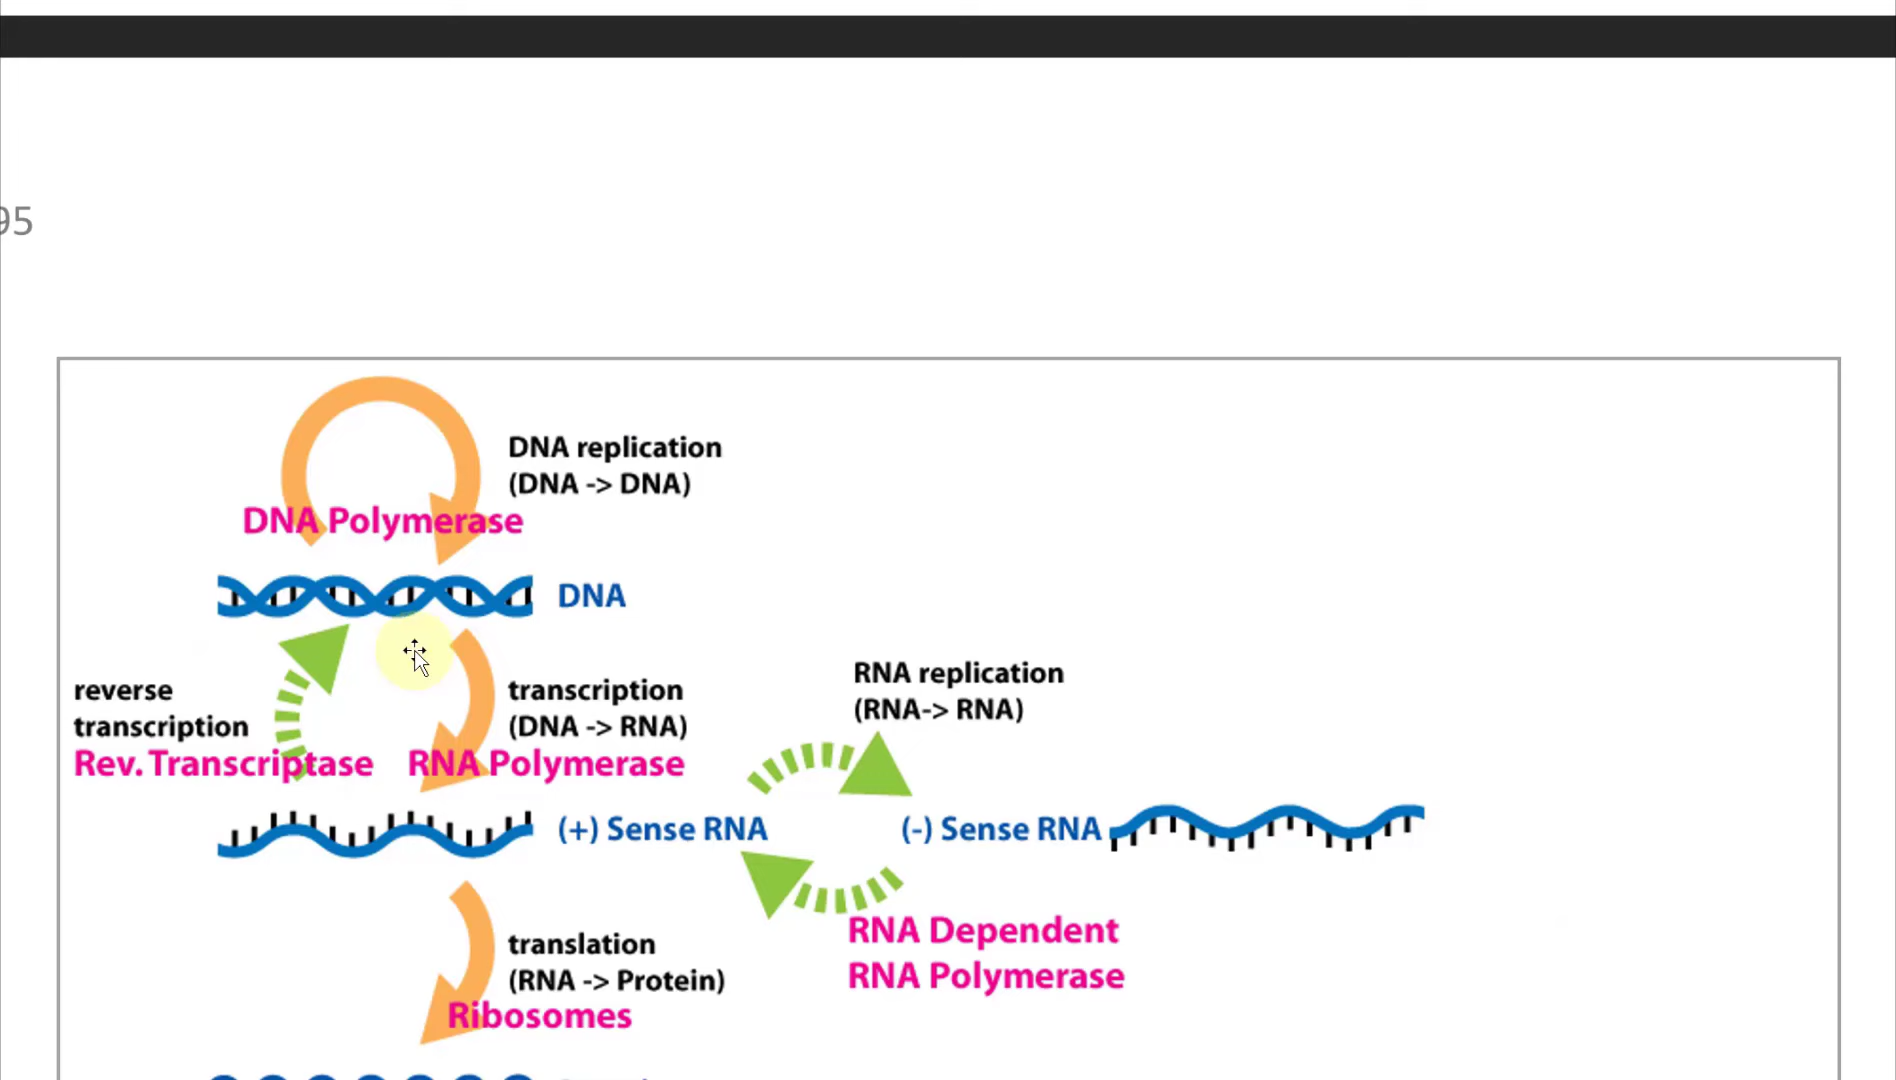 95
DNA replication
(DNA -> DNA)
DNA Polymerase
DNA
reverse
transcription
Rev. Transcriptase
transcription
(DNA -> RNA)
RNA Polymerase
RNA replication
(RNA-> RNA)
(+) Sense RNA
(-) Sense RNA
RNA Dependent
RNA Polymerase
translation
(RNA -> Protein)
Ribosomes